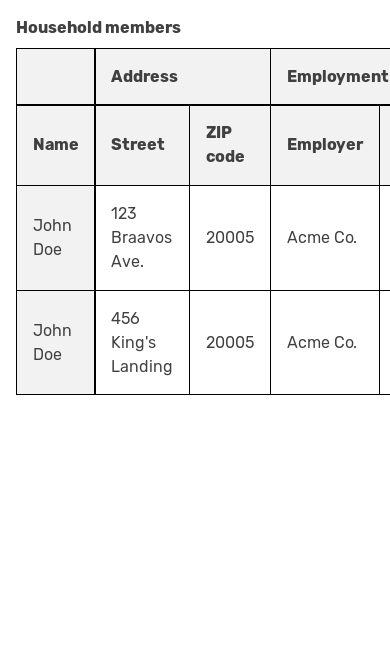 Household members
Address Employment
Name Street ZIP
code Employer
John
Doe 123
Braavos
Ave. 20005 Acme Co.
John
Doe 456
King's
Landing 20005 Acme Co.